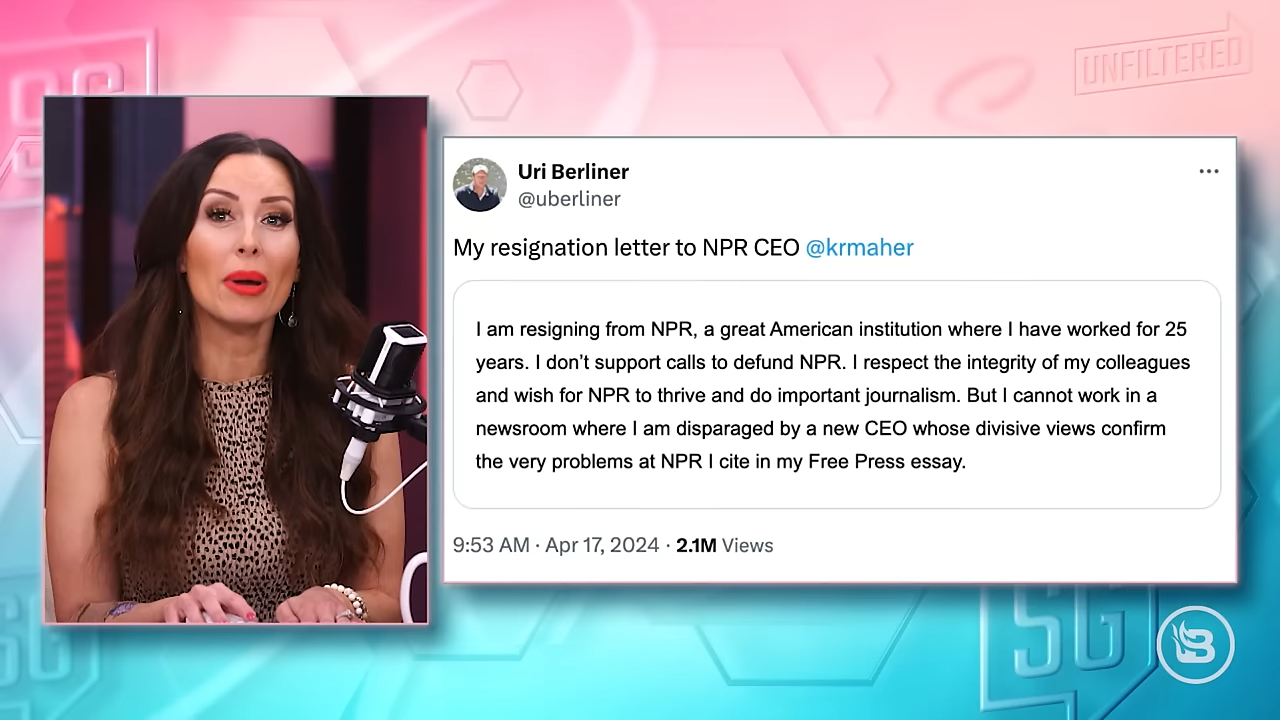 UNFILTERED
SG
Uri Berliner
@uberliner
My resignation letter to NPR CEO @krmaher
I am resigning from NPR, a great American institution where I have worked for 25
years. I don’t support calls to defund NPR. I respect the integrity of my colleagues
and wish for NPR to thrive and do important journalism. But I cannot work in a
newsroom where I am disparaged by a new CEO whose divisive views confirm
the very problems at NPR I cite in my Free Press essay.
9:53 AM · Apr 17, 2024 · 2.1M Views
SG
SG
B